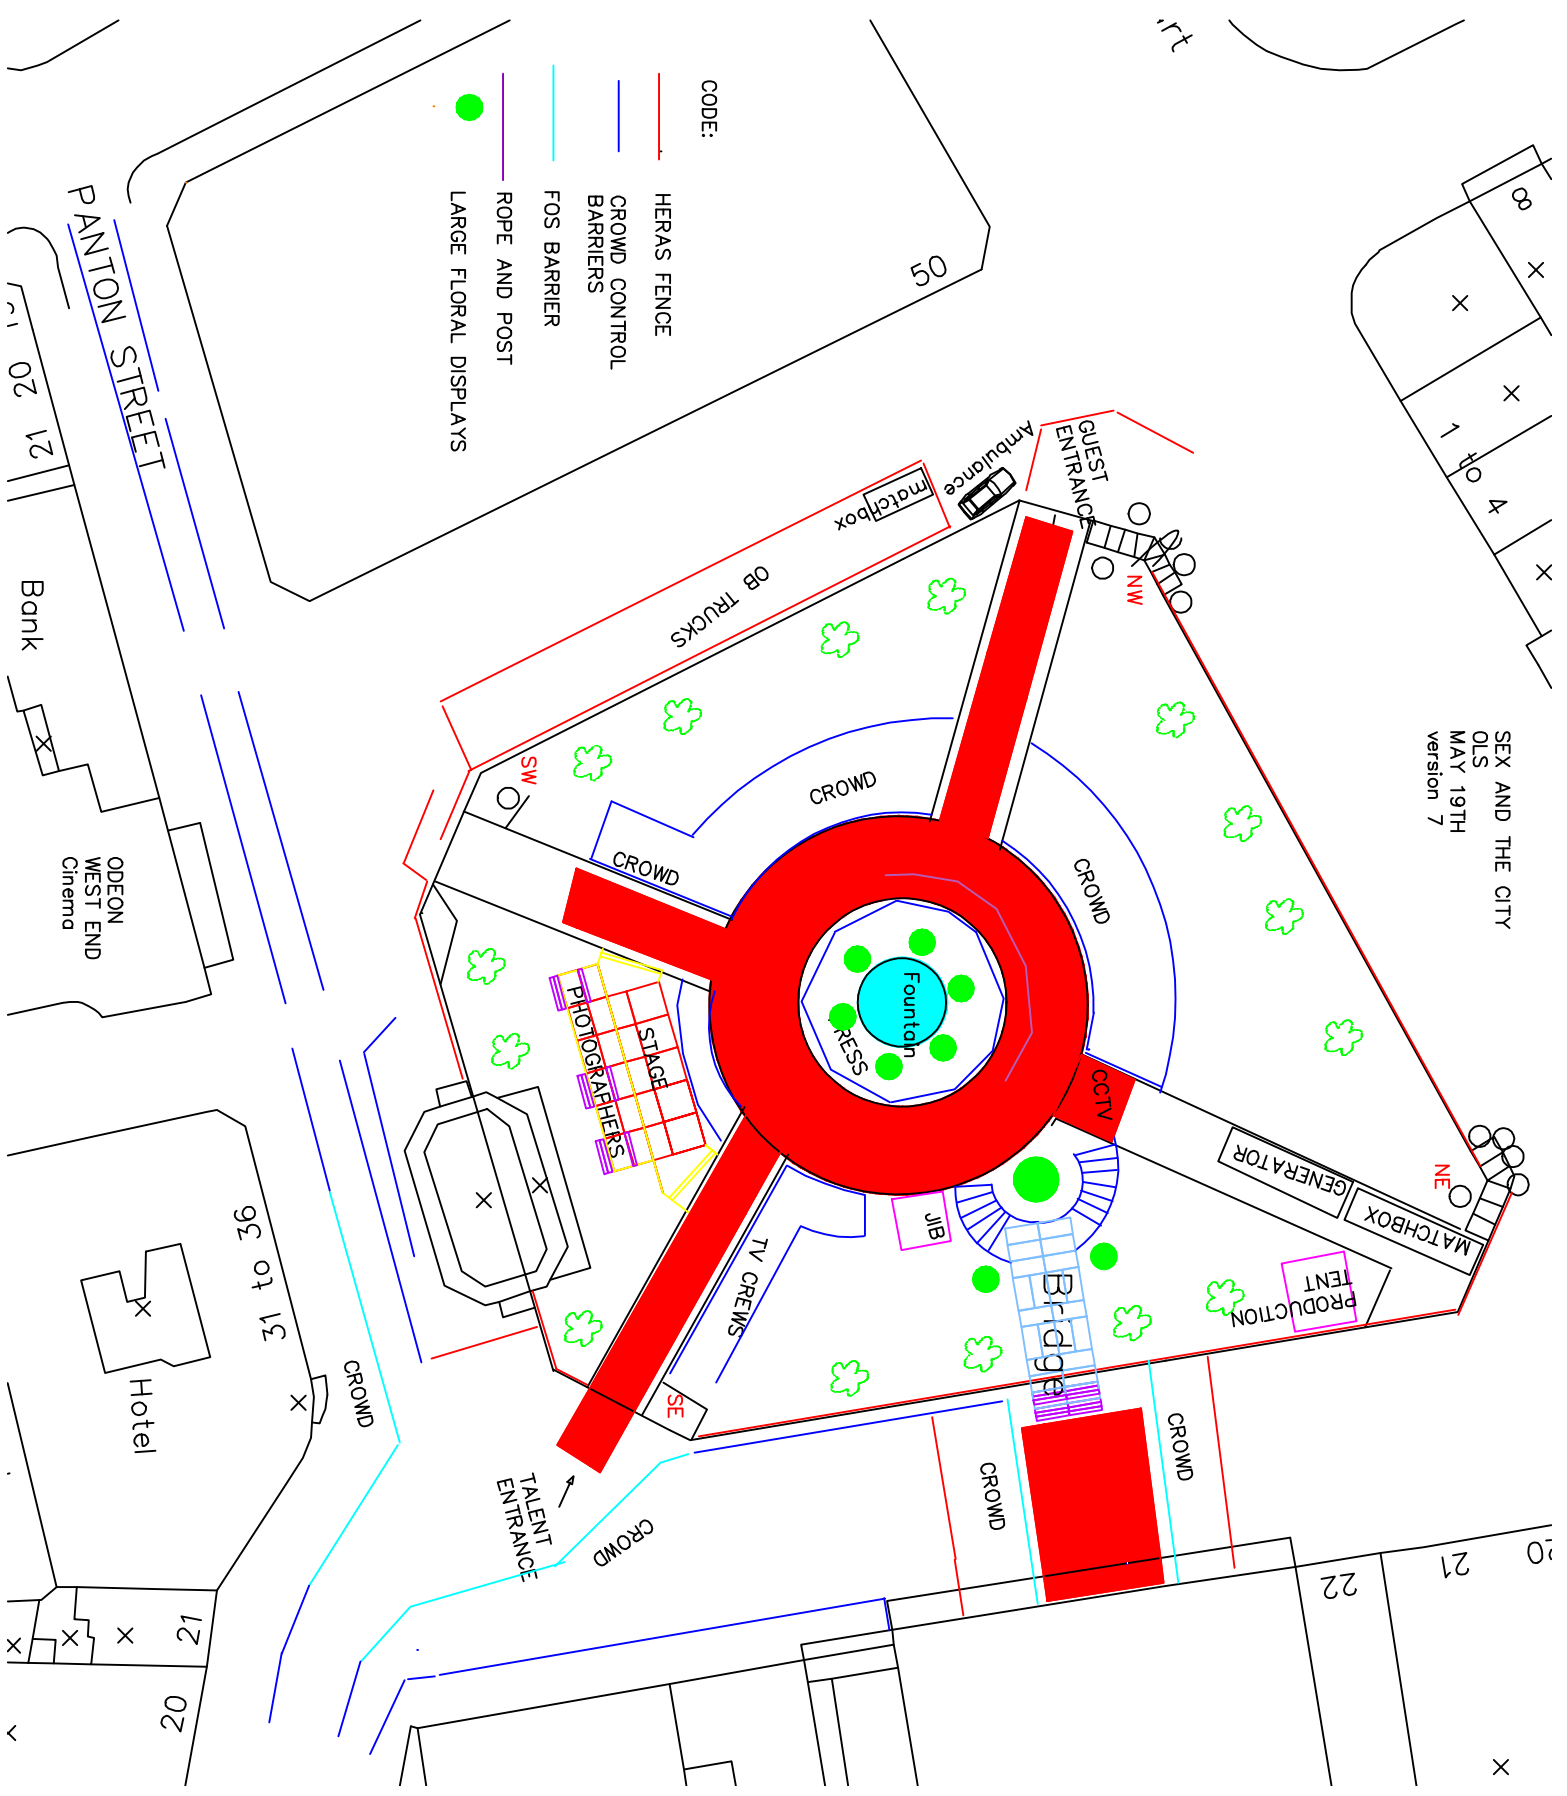 CODE:
HERAS FENCE
CROWD CONTROL
BARRIERS
FOS BARRIER
ROPE AND POST
LARGE FLORAL DISPLAYS
SEX AND THE CITY
OLS
MAY 19TH
version 7
PANTON STREET
50
8
1 to 4
20
21
Bank
ODEON
WEST END
Cinema
GUEST
ENTRANCE
Ambulance
matchbox
OB TRUCKS
NW
SW
CROWD
CROWD
CROWD
Fountain
PHOTOGRAPHERS
STAGE
CCTV
GENERATOR
MATCHBOX
NE
JIB
TV CREWS
Bridge
PRODUCTION
TENT
SE
TALENT
ENTRANCE
CROWD
CROWD
CROWD
CROWD
31 to 36
Hotel
21
20
22
21
20